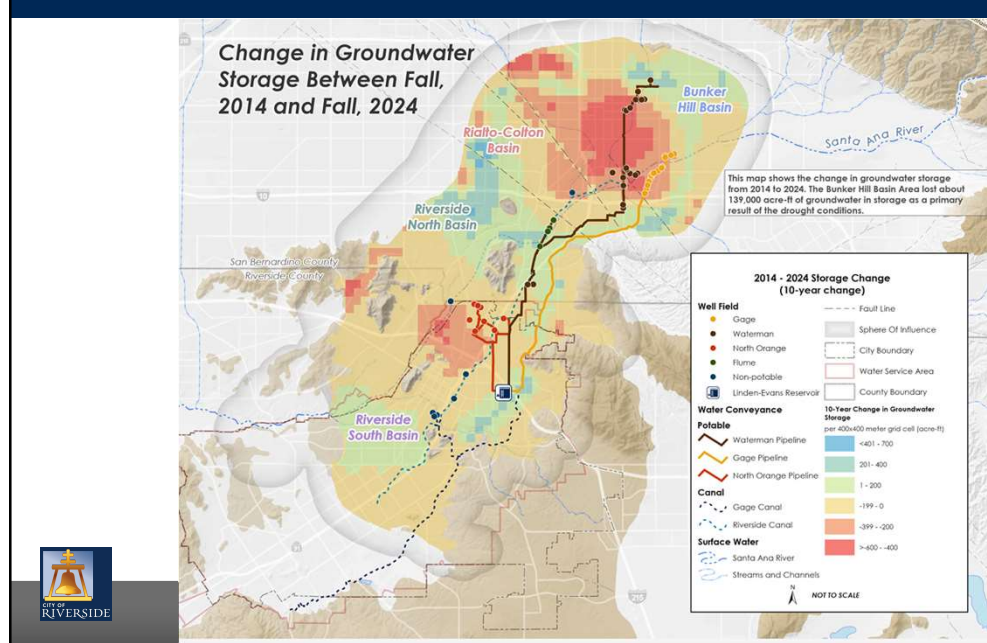 Change in Groundwater
Storage Between Fall,
2014 and Fall, 2024
Bunker
Hill Basin
Rialto-Colton
Basin
Santa Ana River
This map shows the change in groundwater storage
from 2014 to 2024. The Bunker Hill Basin Area lost about
139,000 acre-ft of groundwater in storage as a primary
result of the drought conditions.
Riverside
North Basin
San Bernardino County
Riverside County
Riverside
South Basin
10
91
215
2014 - 2024 Storage Change
(10-year change)
Well Field
Gage
Waterman
North Orange
Flume
Non-potable
Linden-Evans Reservoir
Water Conveyance
Potable
Waterman Pipeline
Gage Pipeline
North Orange Pipeline
Canal
Gage Canal
Riverside Canal
Surface Water
Santa Ana River
Streams and Channels
Fault Line
Sphere Of Influence
City Boundary
Water Service Area
County Boundary
10-Year Change in Groundwater
Storage
per 400x400 meter grid cell (acre-ft)
<401 - 700
201- 400
1 - 200
-199 - 0
-399 - -200
>-600 - -400
N
NOT TO SCALE
CITY OF
RIVERSIDE